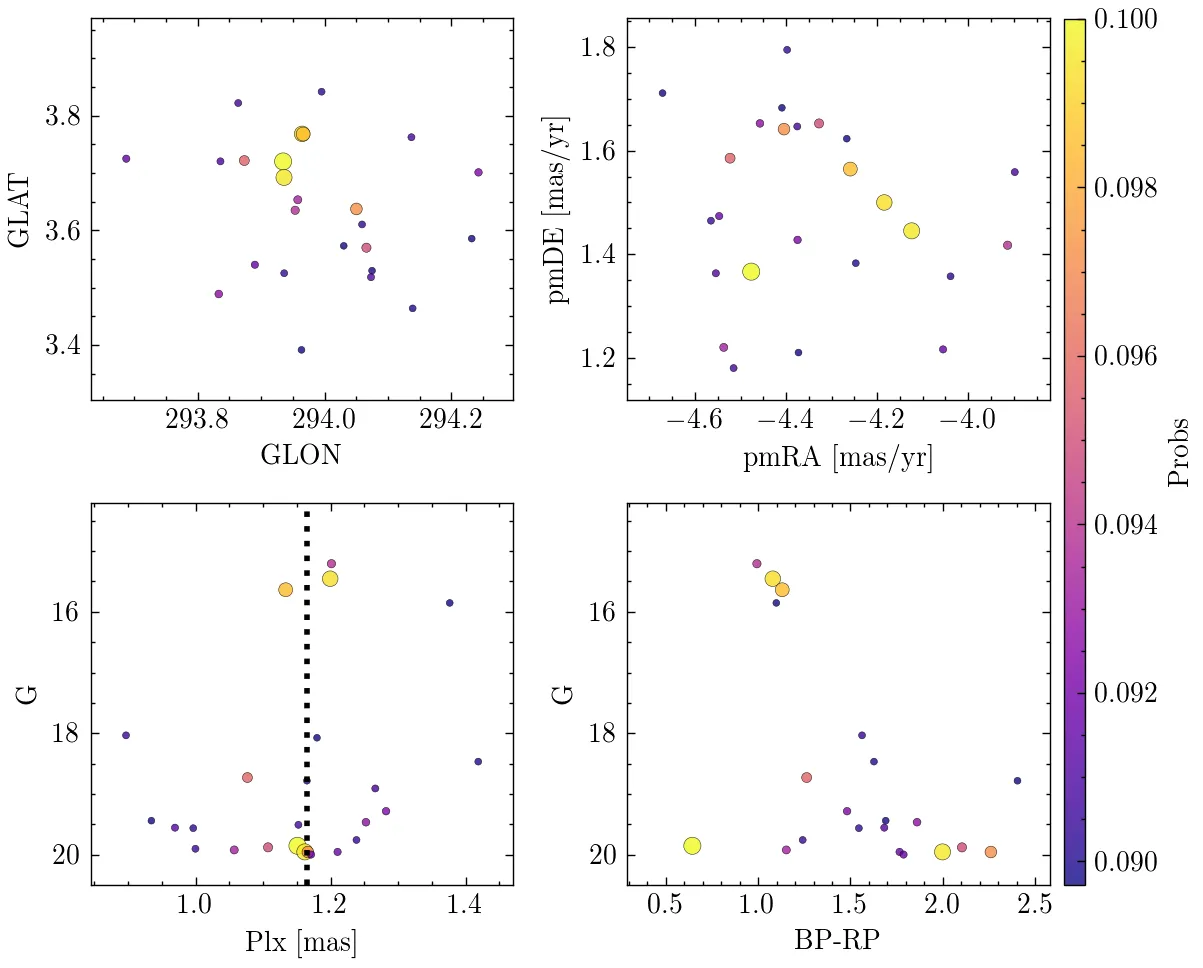 3.8
3.6
3.4
GLAT
293.8 294.0 294.2
GLON
1.8
1.6
1.4
1.2
pmDE [mas/yr]
−4.6 −4.4 −4.2 −4.0
pmRA [mas/yr]
16
18
20
G
1.0 1.2 1.4
Plx [mas]
16
18
20
G
0.5 1.0 1.5 2.0 2.5
BP-RP
0.100
0.098
0.096
0.094
0.092
0.090
Probs